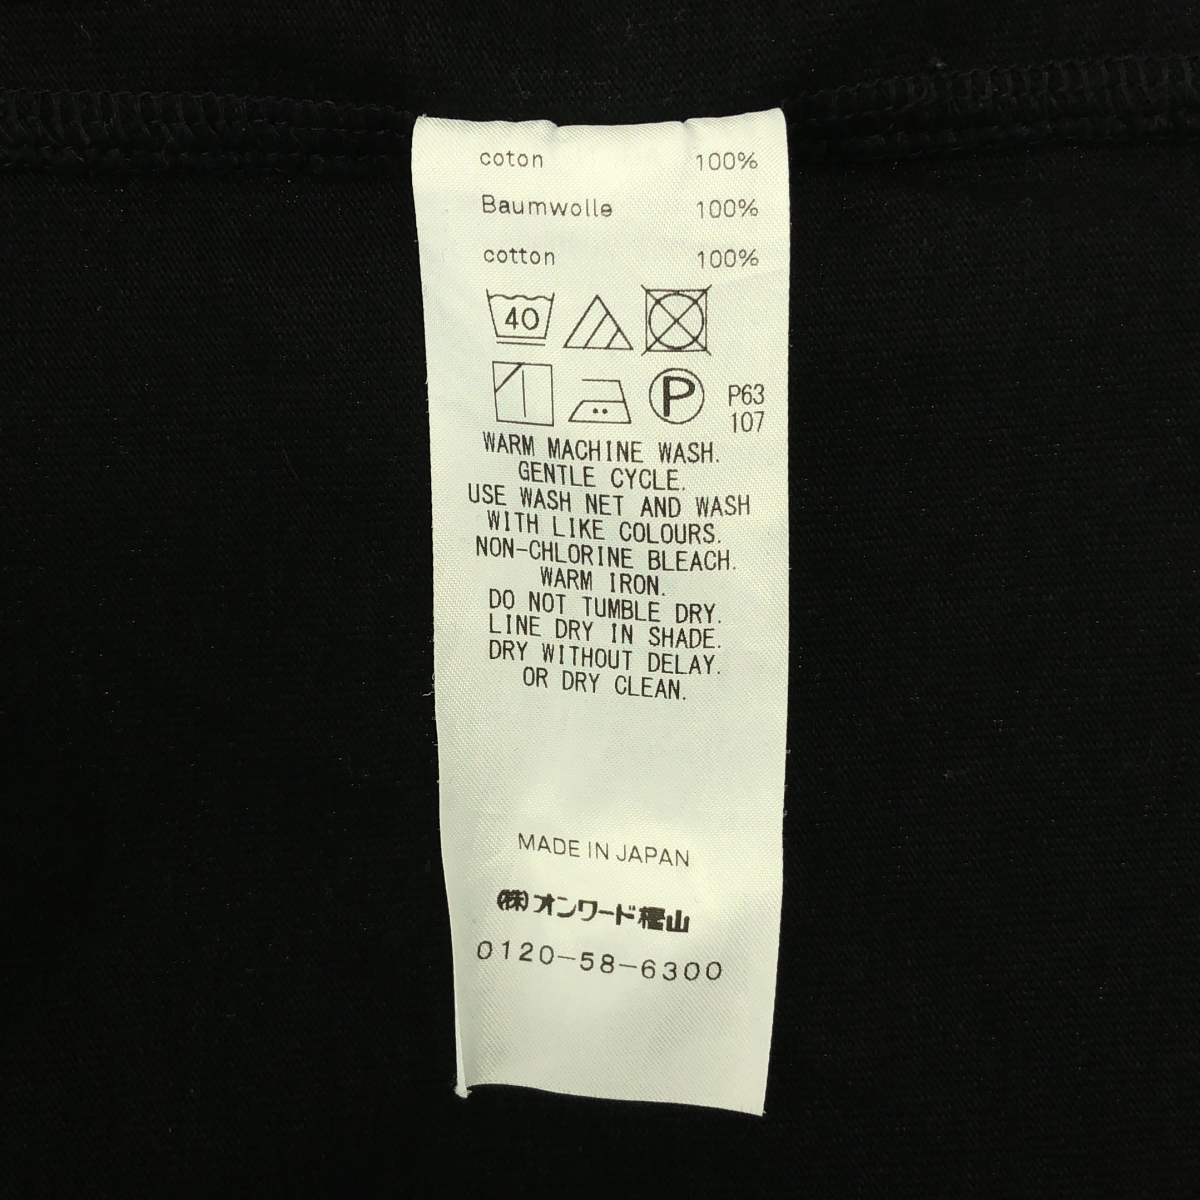 coton 100%
Baumwolle 100%
cotton 100%
40
P P63
107
WARM MACHINE WASH.
GENTLE CYCLE.
USE WASH NET AND WASH
WITH LIKE COLOURS.
NON-CHLORINE BLEACH.
WARM IRON.
DO NOT TUMBLE DRY.
LINE DRY IN SHADE.
DRY WITHOUT DELAY.
OR DRY CLEAN.
MADE IN JAPAN
(株)オンワード樫山
0120-58-6300